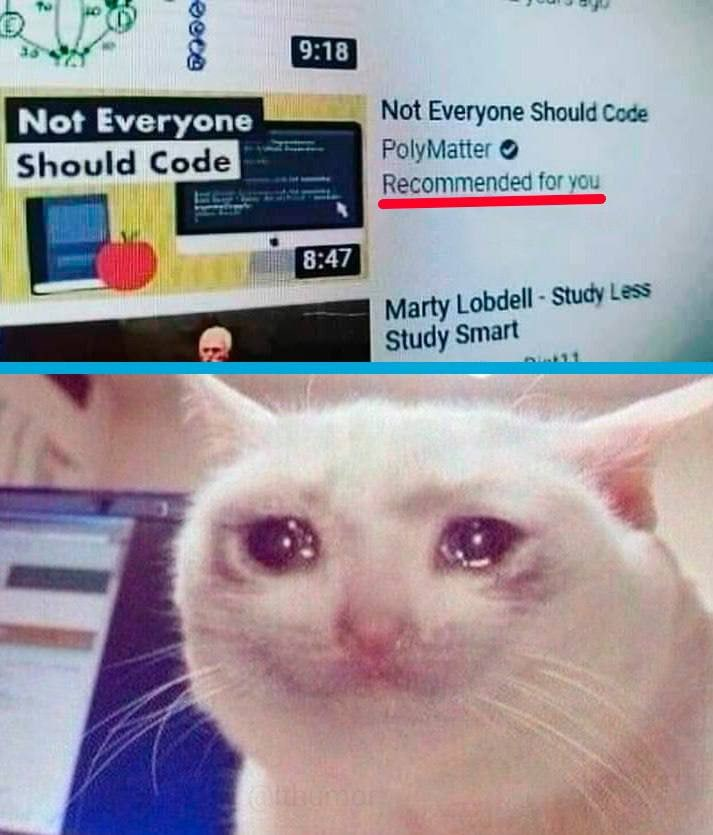 9:18
Not Everyone
Should Code
8:47
Not Everyone Should Code
PolyMatter
Recommended for you
Marty Lobdell - Study Less
Study Smart